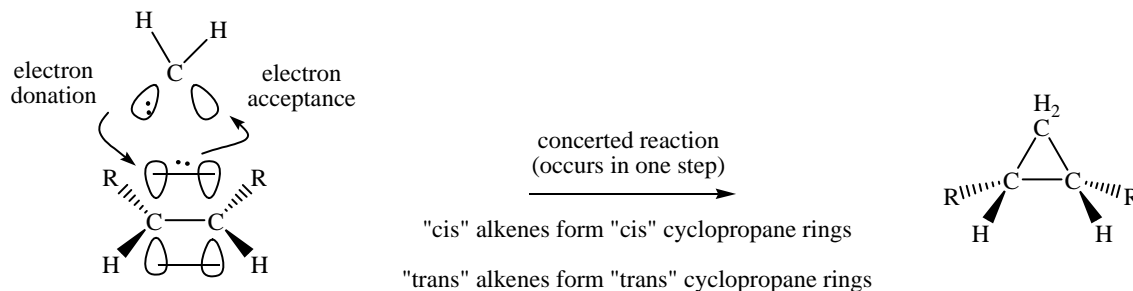 H
H
C
electron
donation
electron
acceptance
R
R
C
C
H
H
concerted reaction
(occurs in one step)
"cis" alkenes form "cis" cyclopropane rings
"trans" alkenes form "trans" cyclopropane rings
H2
C
C
C
R
R
H
H